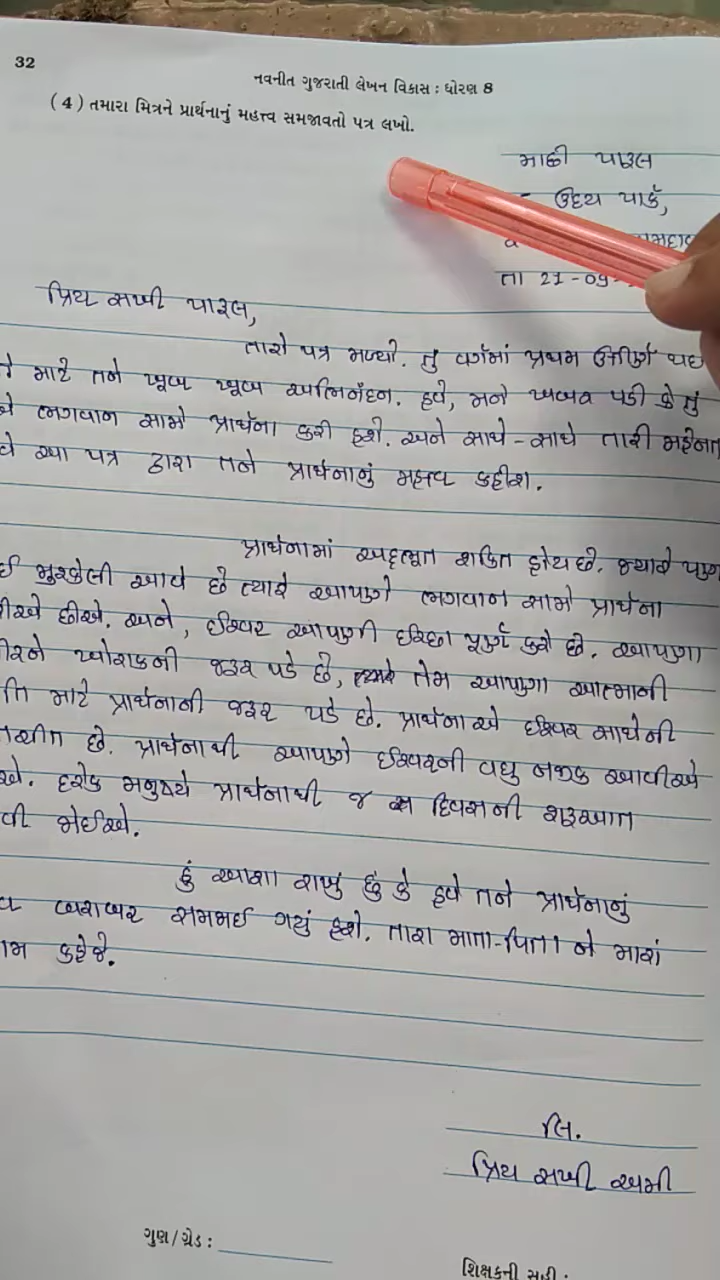 32
નવનીત ગુજરાતી લેખન વિકાસ : ધોરણ 8
(4) તમારા મિત્રને પ્રાર્થનાનું મહત્ત્વ સમજાવતો પત્ર લખો.
માછી પારૂલ
ઉદય પાર્ક,
તા 21-09-
પ્રિય સખી પારૂલ,
તારો પત્ર મળ્યો. તું વર્ગમાં પ્રથમ ઉત્તીર્ણ થઇ
માટે તને ખૂબ ખૂબ અભિનંદન. હવે, મને ખબર પડી કે તું
ભગવાન સામે પ્રાર્થના કરી હશે. અને સાથે-સાથે તારી મહેનત
આ પત્ર દ્વારા તને પ્રાર્થનાનું મહત્વ કહીશ.
પ્રાર્થનામાં અદ્દભૂત શક્તિ હોય છે. જ્યારે પણ
મુશ્કેલી આવે છે ત્યારે આપણે ભગવાન સામે પ્રાર્થના
છીએ. અને, ઈશ્વર આપણી ઈચ્છા પૂર્ણ કરે છે. આપણા
ખોરાકની જરૂર પડે છે, તેમ આપણા આત્માની
માટે પ્રાર્થનાની જરૂર પડે છે. પ્રાર્થના એ ઈશ્વર સાથેની
છે. પ્રાર્થનાથી આપણે ઈશ્વરની વધુ નજીક આવીએ
દરેક મનુષ્યે પ્રાર્થનાથી જ દિવસની શરૂઆત
જોઈએ.
હું આશા રાખું છું કે હવે તને પ્રાર્થનાનું
બરાબર સમજાઈ ગયું હશે. તારા માતા-પિતા ને મારાં
કહેજે.
લિ.
પ્રિય સખી અમી
ગુણ/ગ્રેડ :
શિક્ષકની સહી :